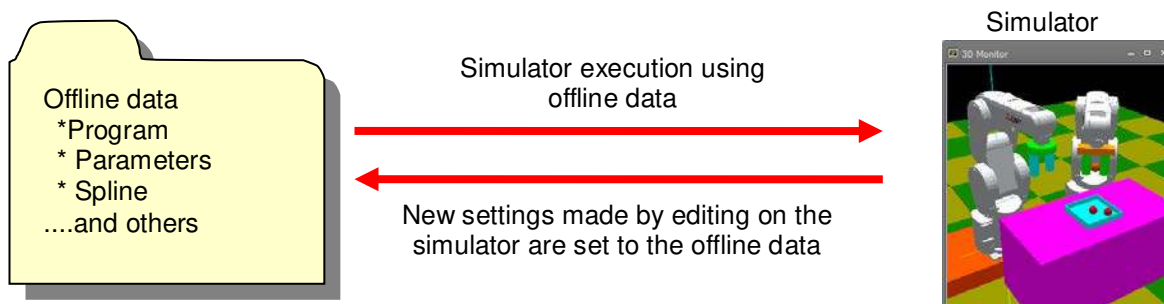 Simulator
3D Monitor
Offline data
*Program
* Parameters
* Spline
....and others
Simulator execution using
offline data
New settings made by editing on the
simulator are set to the offline data